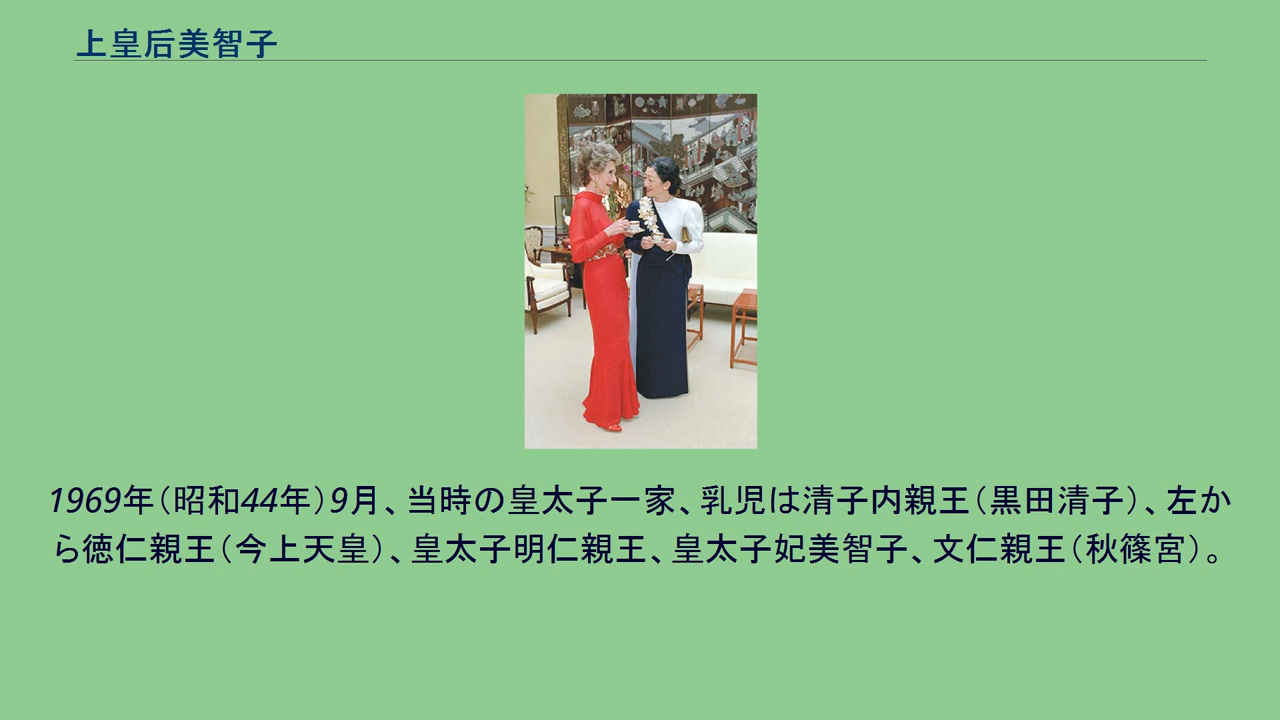 上皇后美智子
1969年（昭和44年）9月、当時の皇太子一家、乳児は清子内親王（黒田清子）、左か
ら徳仁親王（今上天皇）、皇太子明仁親王、皇太子妃美智子、文仁親王（秋篠宮）。